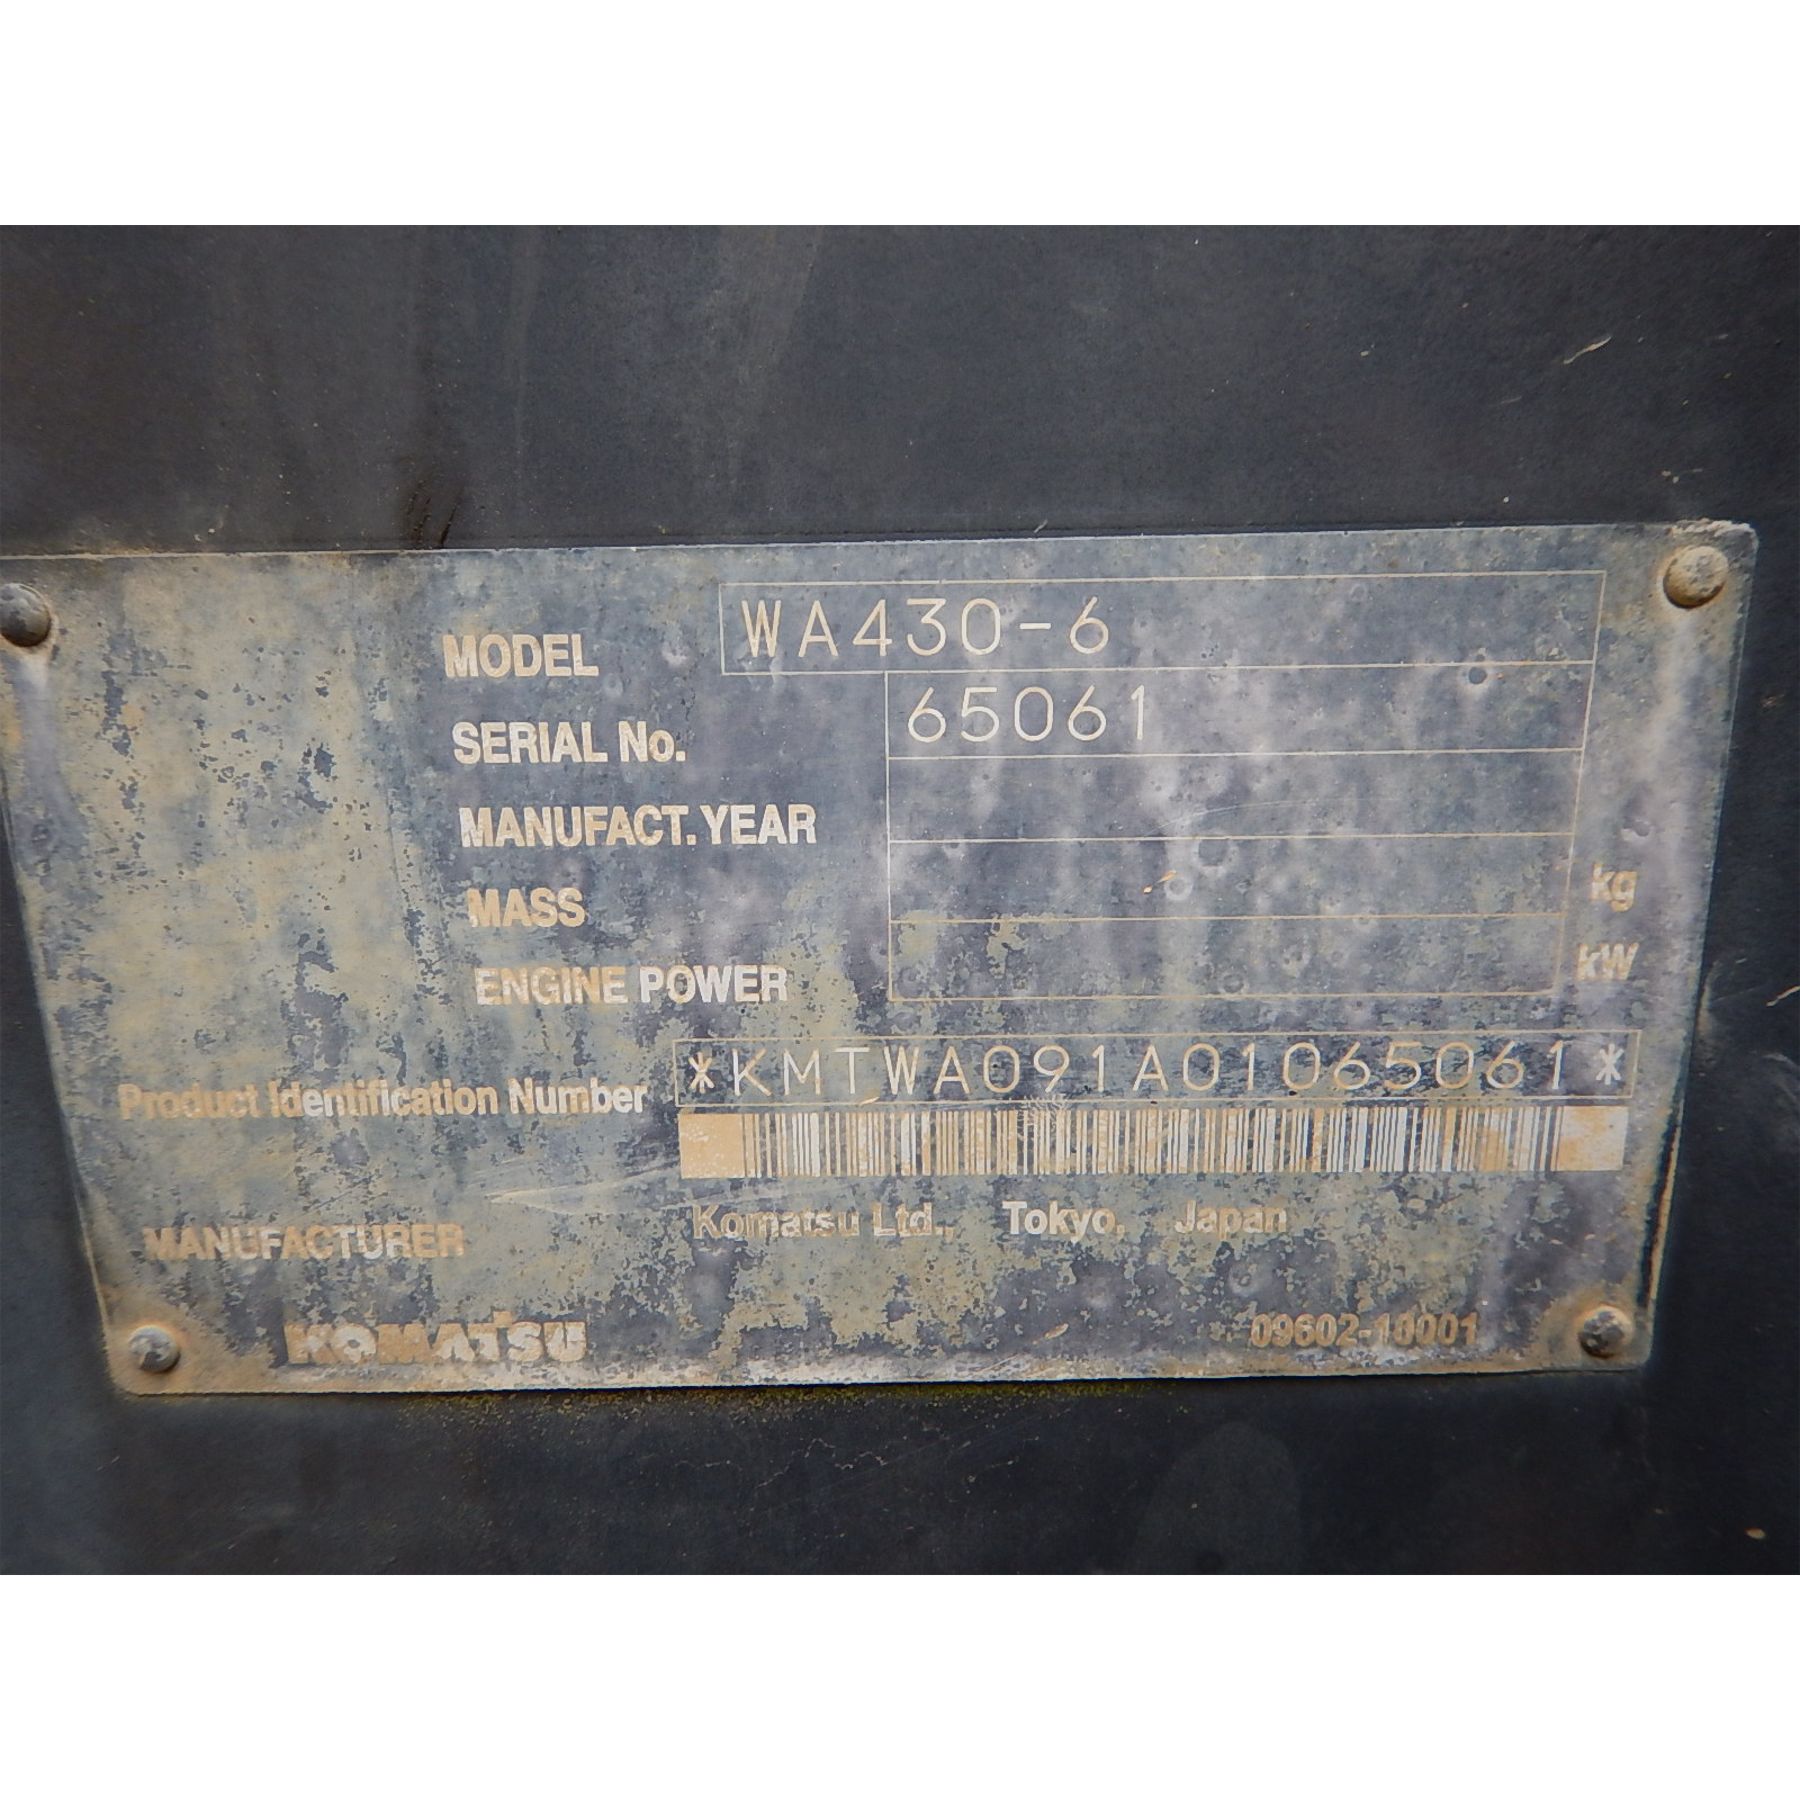 MODEL WA430-6
SERIAL No. 65061
MANUFACT. YEAR
MASS kg
ENGINE POWER kW
Product Identification Number *KMTWA091A01065061*
MANUFACTURER Komatsu Ltd., Tokyo, Japan
KOMATSU 09602-10001